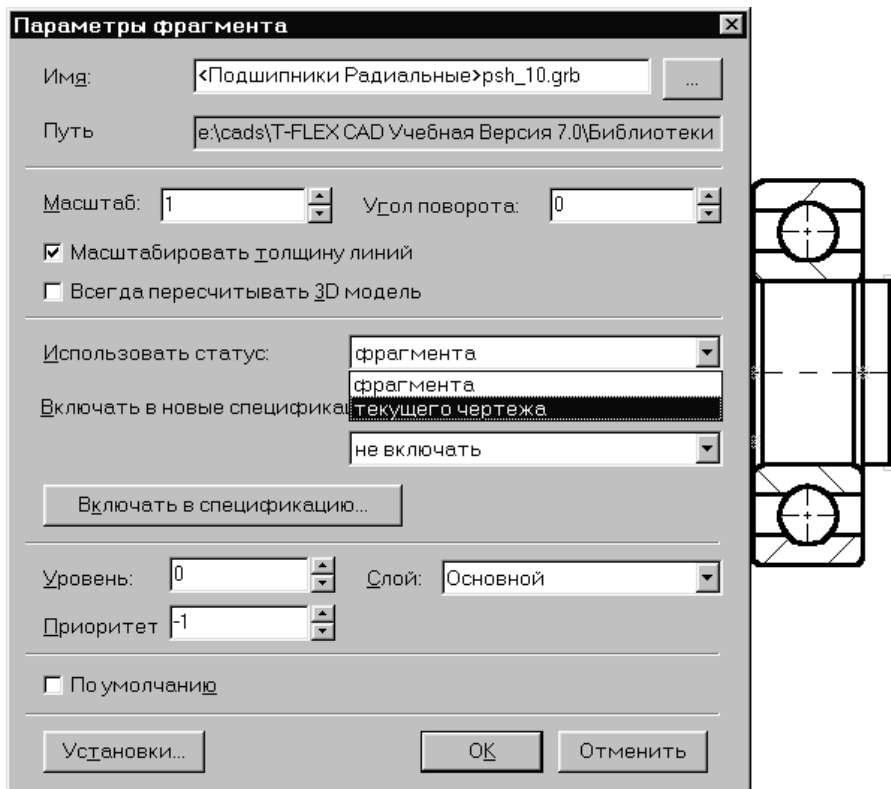 Параметры фрагмента
Имя: <Подшипники Радиальные>psh_10.grb ...
Путь e:\cads\T-FLEX CAD Учебная Версия 7.0\Библиотеки
Масштаб: 1 Угол поворота: 0
Масштабировать толщину линий
Всегда пересчитывать 3D модель
Использовать статус: фрагмента
фрагмента
Включать в новые спецификац текущего чертежа
не включать
Включать в спецификацию...
Уровень: 0 Слой: Основной
Приоритет -1
По умолчанию
Установки... OK Отменить